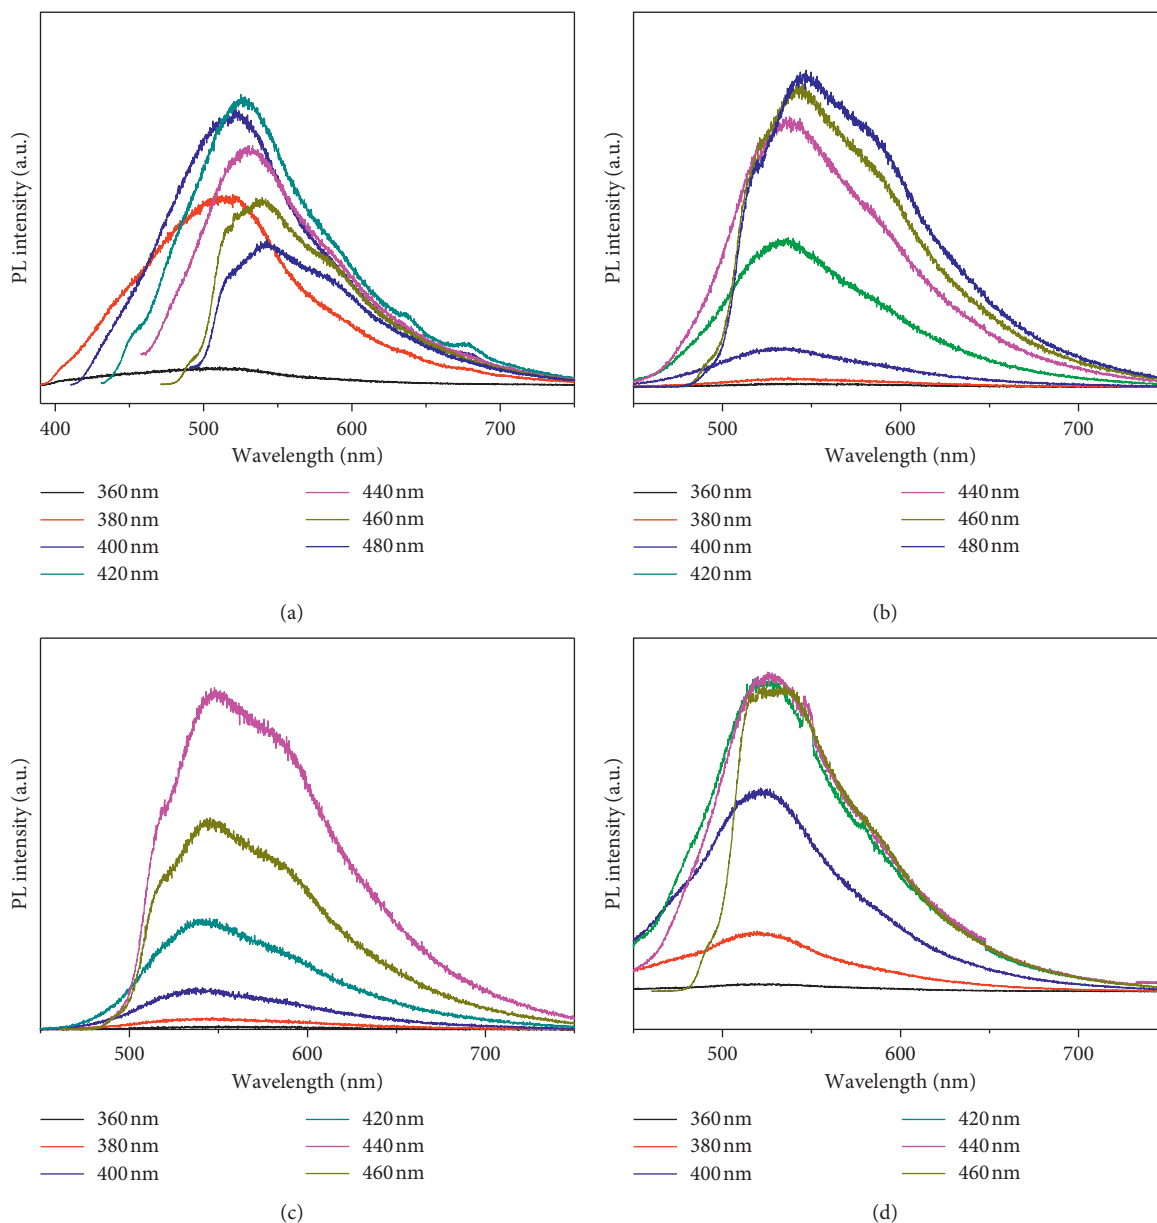 PL intensity (a.u.)
400
500
600
700
Wavelength (nm)
360 nm
380 nm
400 nm
420 nm
440 nm
460 nm
480 nm
(a)
PL intensity (a.u.)
500
600
700
Wavelength (nm)
360 nm
380 nm
400 nm
420 nm
440 nm
460 nm
480 nm
(b)
PL intensity (a.u.)
500
600
700
Wavelength (nm)
360 nm
380 nm
400 nm
420 nm
440 nm
460 nm
(c)
PL intensity (a.u.)
500
600
700
Wavelength (nm)
360 nm
380 nm
400 nm
420 nm
440 nm
460 nm
(d)